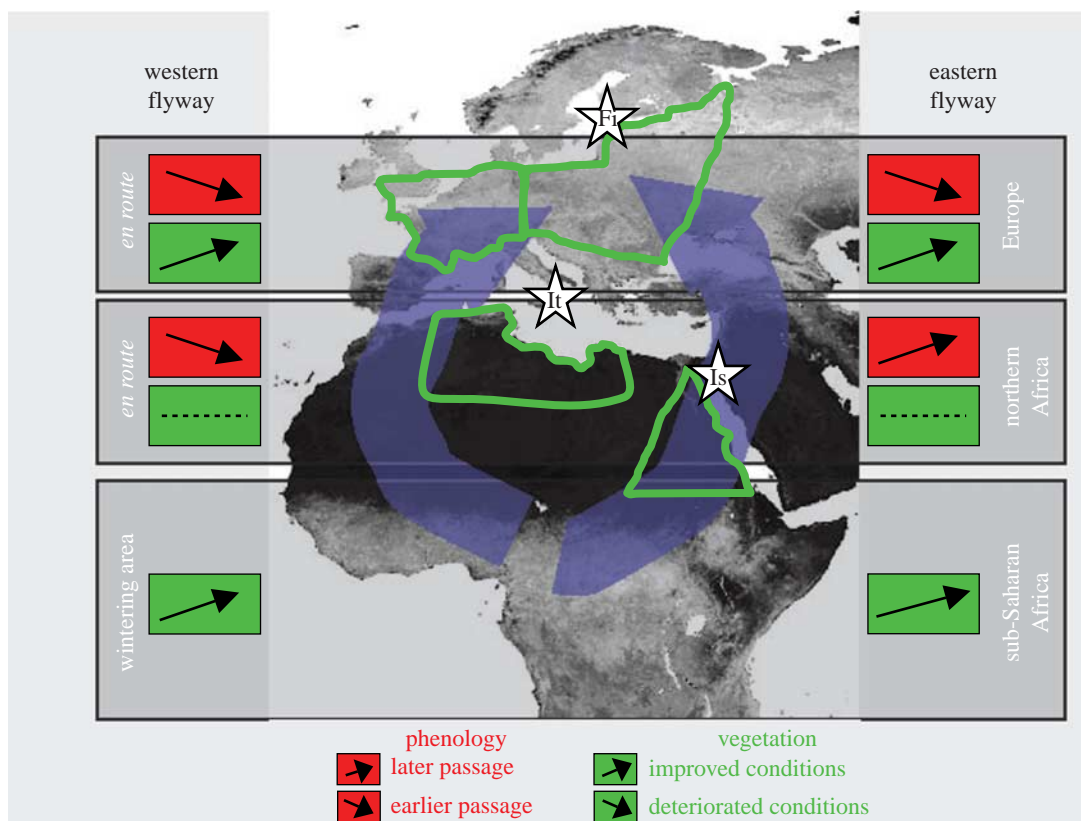 western
flyway
eastern
flyway
Fi
en route
Europe
It
en route
northern
Africa
Is
wintering area
sub-Saharan
Africa
phenology
later passage
earlier passage
vegetation
improved conditions
deteriorated conditions